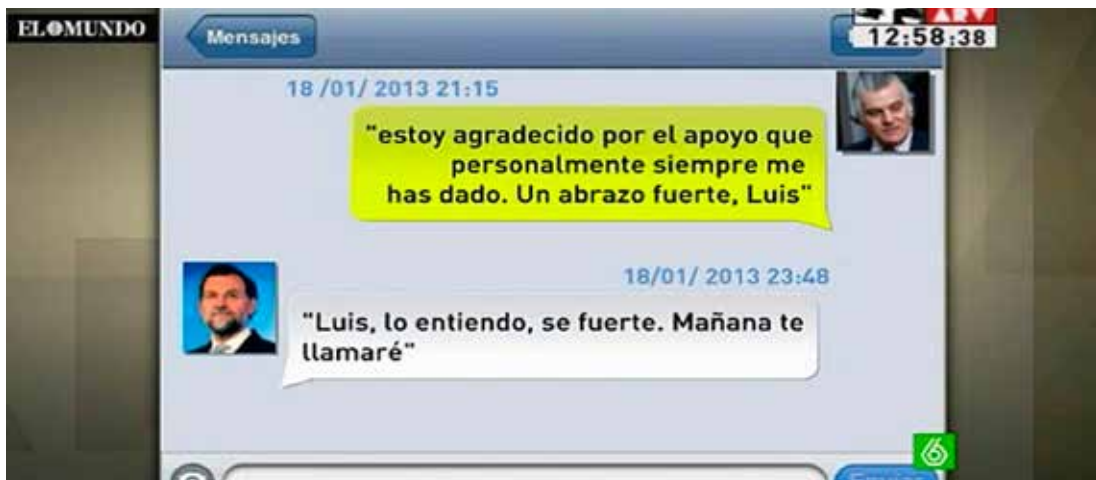 EL MUNDO
Mensajes
ARV
12:58:38
18 /01/ 2013 21:15
"estoy agradecido por el apoyo que
personalmente siempre me
has dado. Un abrazo fuerte, Luis"
18/01/ 2013 23:48
"Luis, lo entiendo, se fuerte. Mañana te
llamaré"
6